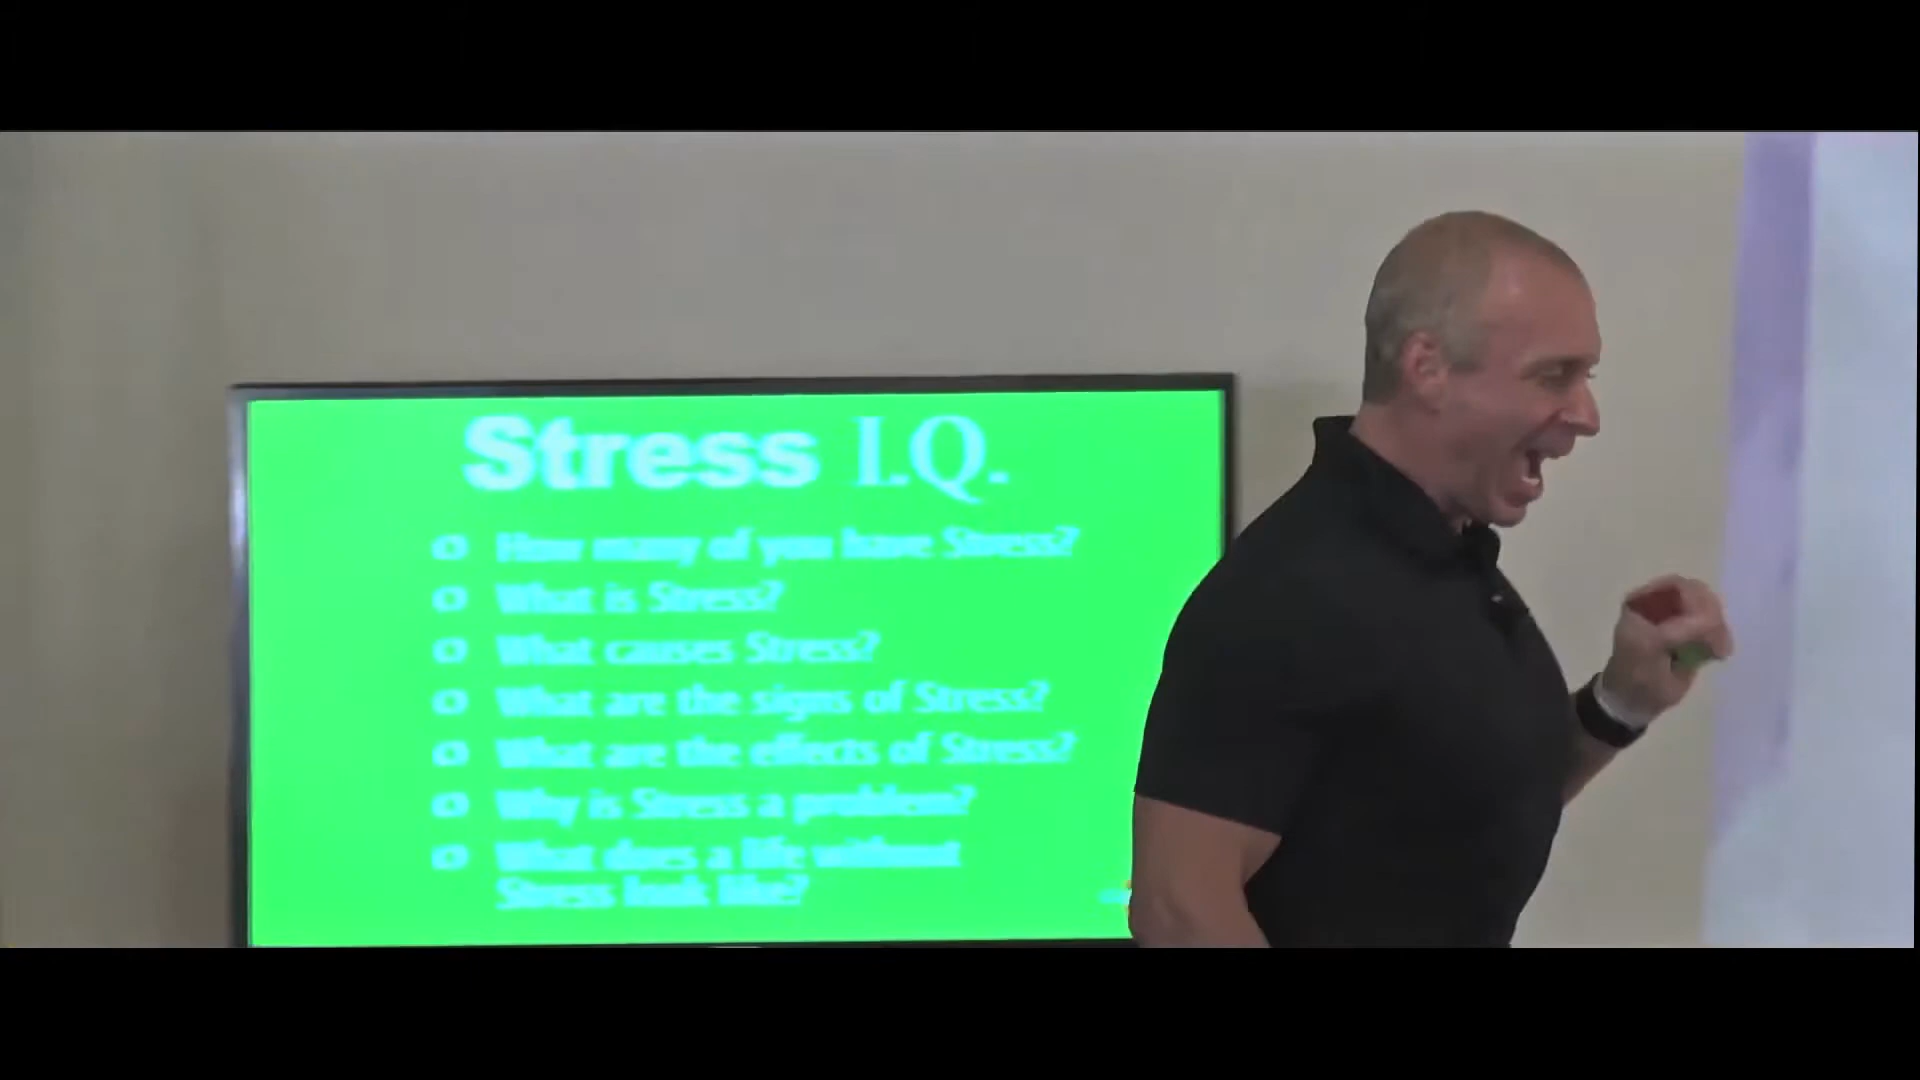 Stress I.Q.
How many of you have Stress?
What is Stress?
What causes Stress?
What are the signs of Stress?
What are the effects of Stress?
Why is Stress a problem?
What does a life without
Stress look like?